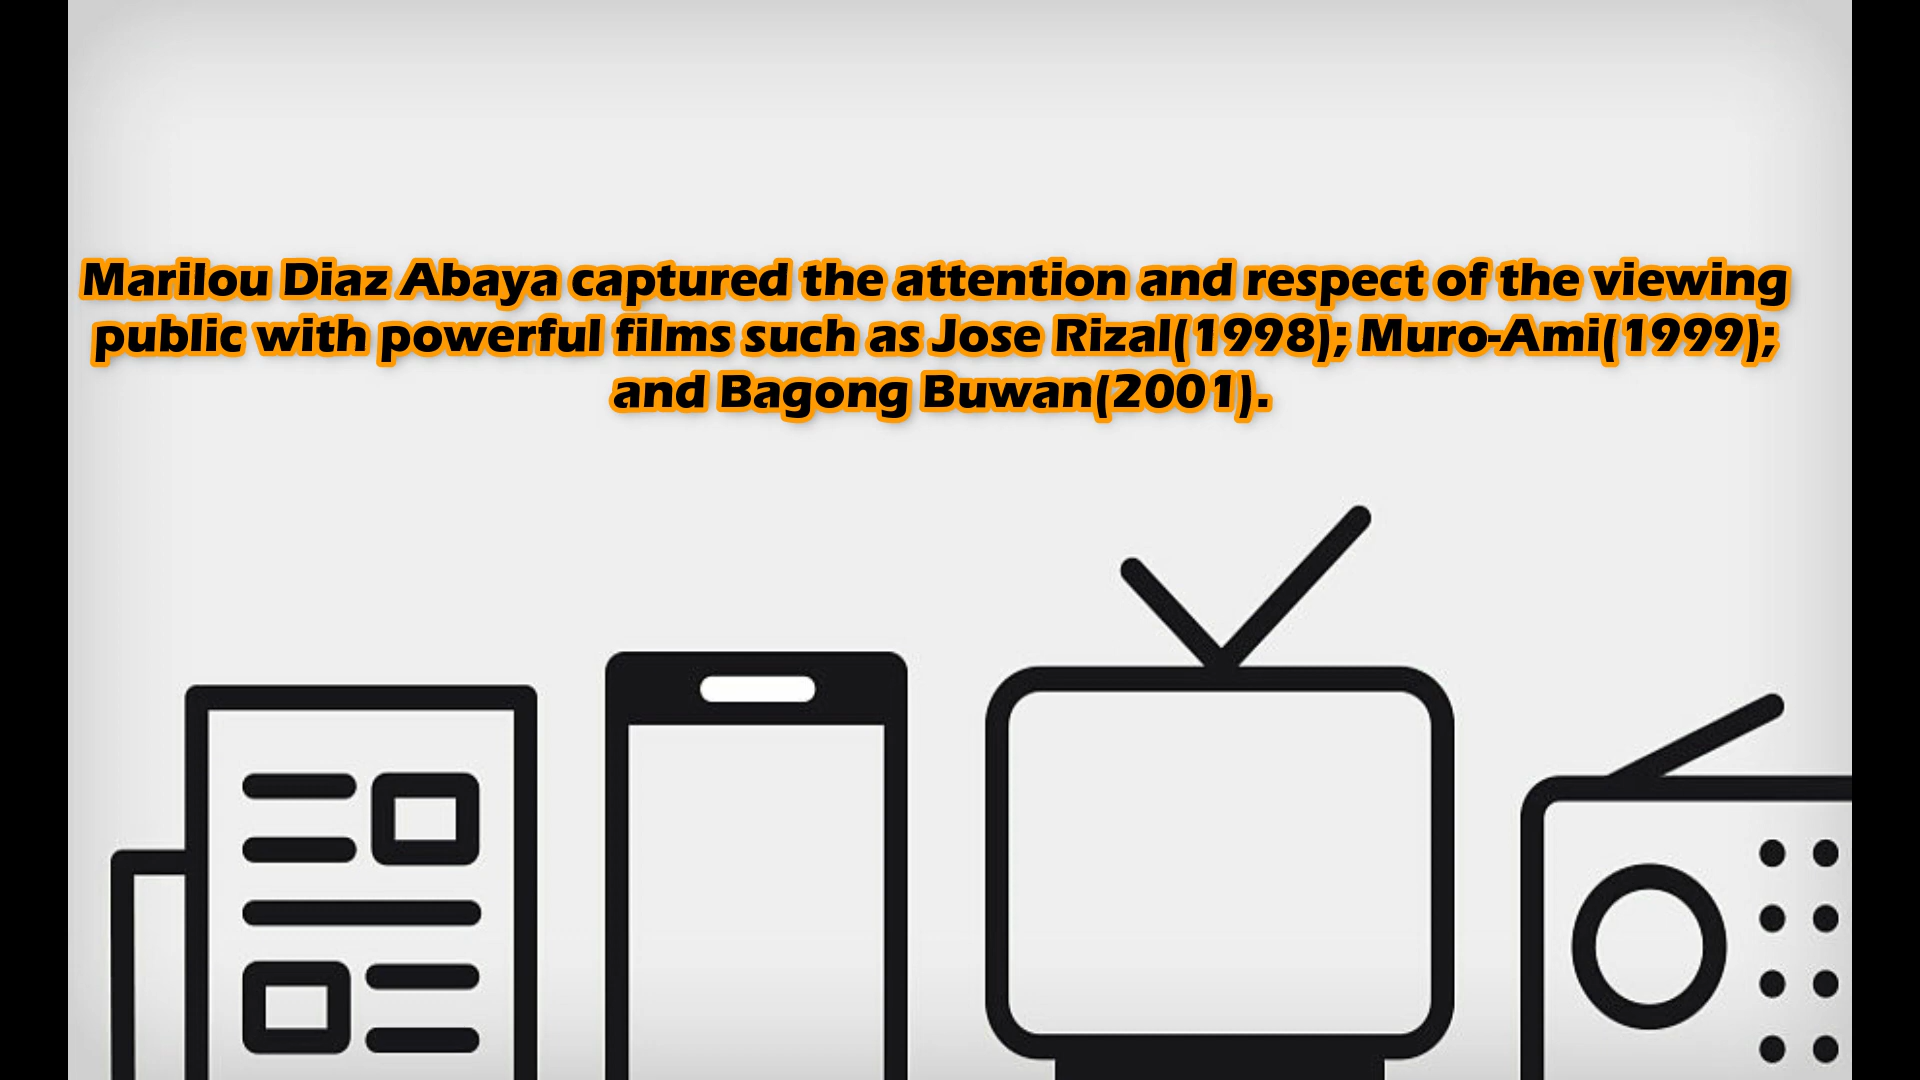 Marilou Diaz Abaya captured the attention and respect of the viewing
public with powerful films such as Jose Rizal(1998); Muro-Ami(1999);
and Bagong Buwan(2001).